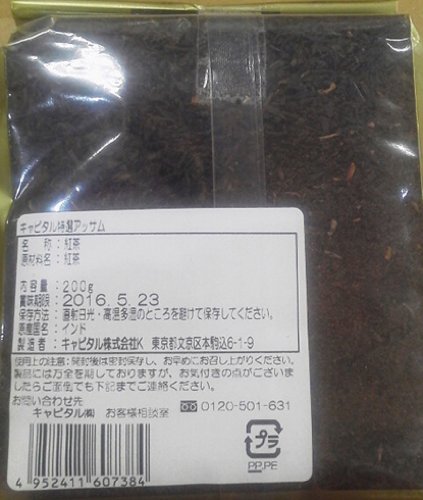 キャピタル特選アッサム
名　称：紅茶
原材料名：紅茶
内容量：200g
賞味期限：2016.5.23
保存方法：直射日光・高温多湿のところを避けて保存してください。
原産国名：インド
製造者：キャピタル株式会社K　東京都文京区本駒込6-1-9
使用上の注意：開封後は密封保存し、お早めにお召し上がりください。
製品には万全を期しておりますが、お気付きの点がございま
したらご面倒でも下記までご連絡ください。
お問い合わせ先
キャピタル㈱　お客様相談室　0120-501-631
プラ
PP,PE
4 952411 607384